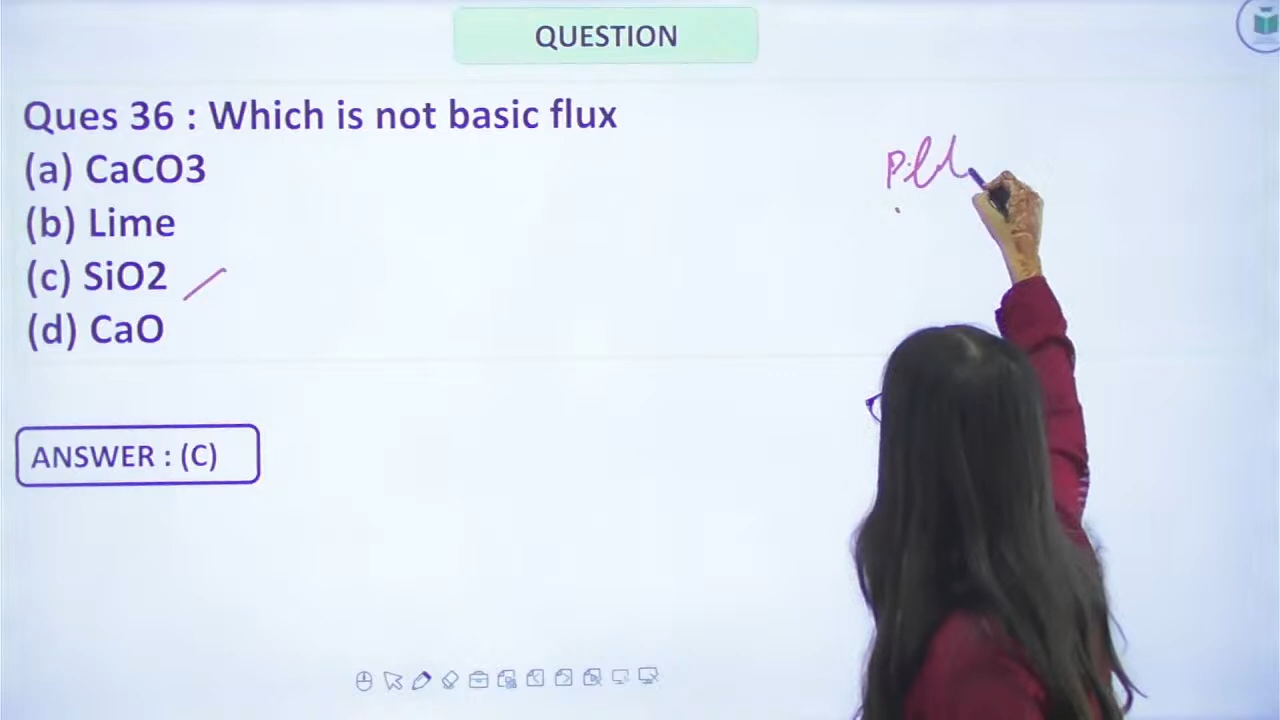 QUESTION
Ques 36 : Which is not basic flux
(a) CaCO3
(b) Lime
(c) SiO2
(d) CaO
ANSWER : (C)